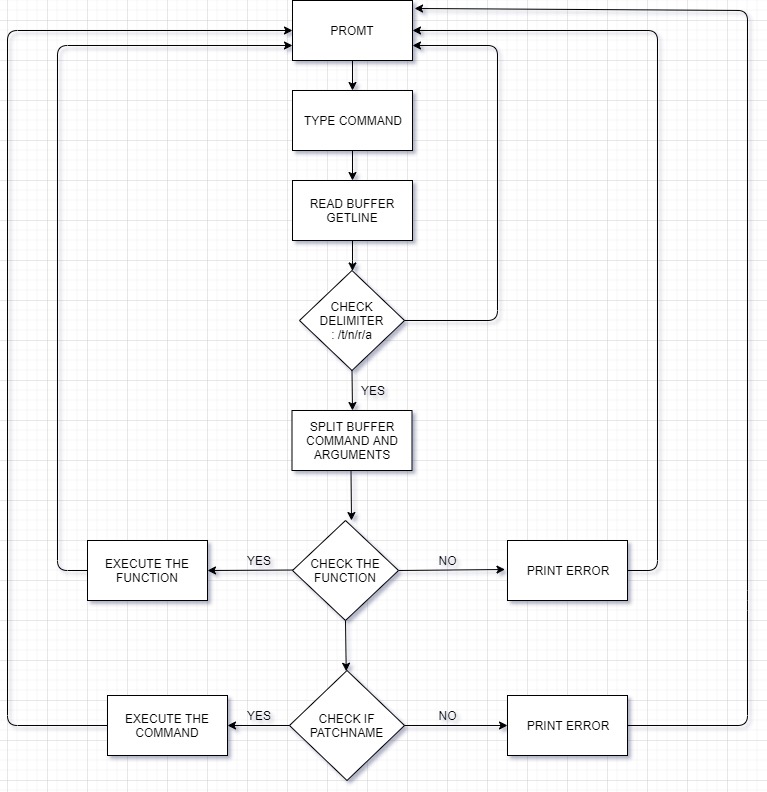 PROMT
TYPE COMMAND
READ BUFFER
GETLINE
CHECK
DELIMITER
: /t/n/r/a
YES
SPLIT BUFFER
COMMAND AND
ARGUMENTS
EXECUTE THE
FUNCTION
YES
CHECK THE
FUNCTION
NO
PRINT ERROR
EXECUTE THE
COMMAND
YES
CHECK IF
PATCHNAME
NO
PRINT ERROR